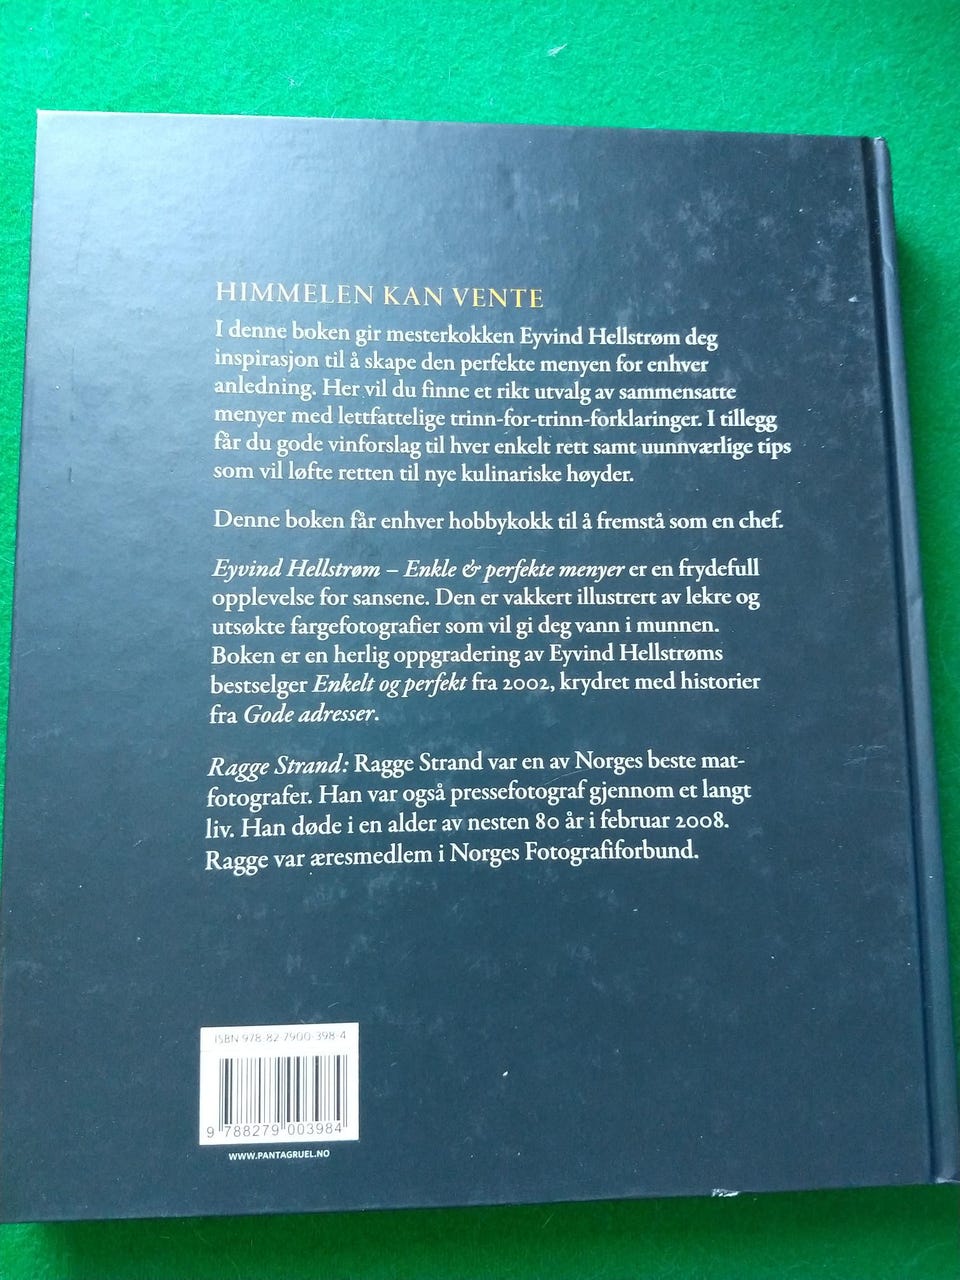 HIMMELEN KAN VENTE
I denne boken gir mesterkokken Eyvind Hellstrøm deg
inspirasjon til å skape den perfekte menyen for enhver
anledning. Her vil du finne et rikt utvalg av sammensatte
menyer med lettfattelige trinn-for-trinn-forklaringer. I tillegg
får du gode vinforslag til hver enkelt rett samt uunnværlige tips
som vil løfte retten til nye kulinariske høyder.
Denne boken får enhver hobbykokk til å fremstå som en chef.
Eyvind Hellstrøm – Enkle & perfekte menyer er en frydefull
opplevelse for sansene. Den er vakkert illustrert av lekre og
utsøkte fargefotografier som vil gi deg vann i munnen.
Boken er en herlig oppgradering av Eyvind Hellstrøms
bestselger Enkelt og perfekt fra 2002, krydret med historier
fra Gode adresser.
Ragge Strand: Ragge Strand var en av Norges beste mat-
fotografer. Han var også pressefotograf gjennom et langt
liv. Han døde i en alder av nesten 80 år i februar 2008.
Ragge var æresmedlem i Norges Fotografiforbund.
ISBN 978-82-7900-398-4
9 788279 003984
WWW.PANTAGRUEL.NO